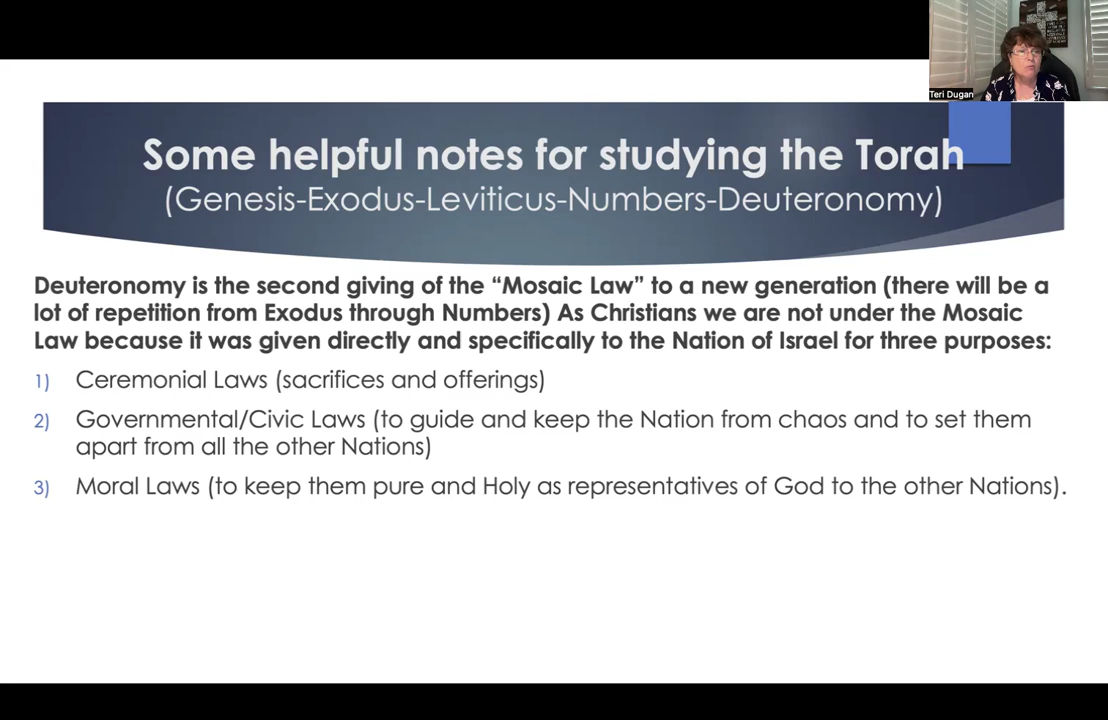 Teri Dugan
Some helpful notes for studying the Torah
(Genesis-Exodus-Leviticus-Numbers-Deuteronomy)
Deuteronomy is the second giving of the “Mosaic Law” to a new generation (there will be a
lot of repetition from Exodus through Numbers) As Christians we are not under the Mosaic
Law because it was given directly and specifically to the Nation of Israel for three purposes:
1) Ceremonial Laws (sacrifices and offerings)
2) Governmental/Civic Laws (to guide and keep the Nation from chaos and to set them
apart from all the other Nations)
3) Moral Laws (to keep them pure and Holy as representatives of God to the other Nations).